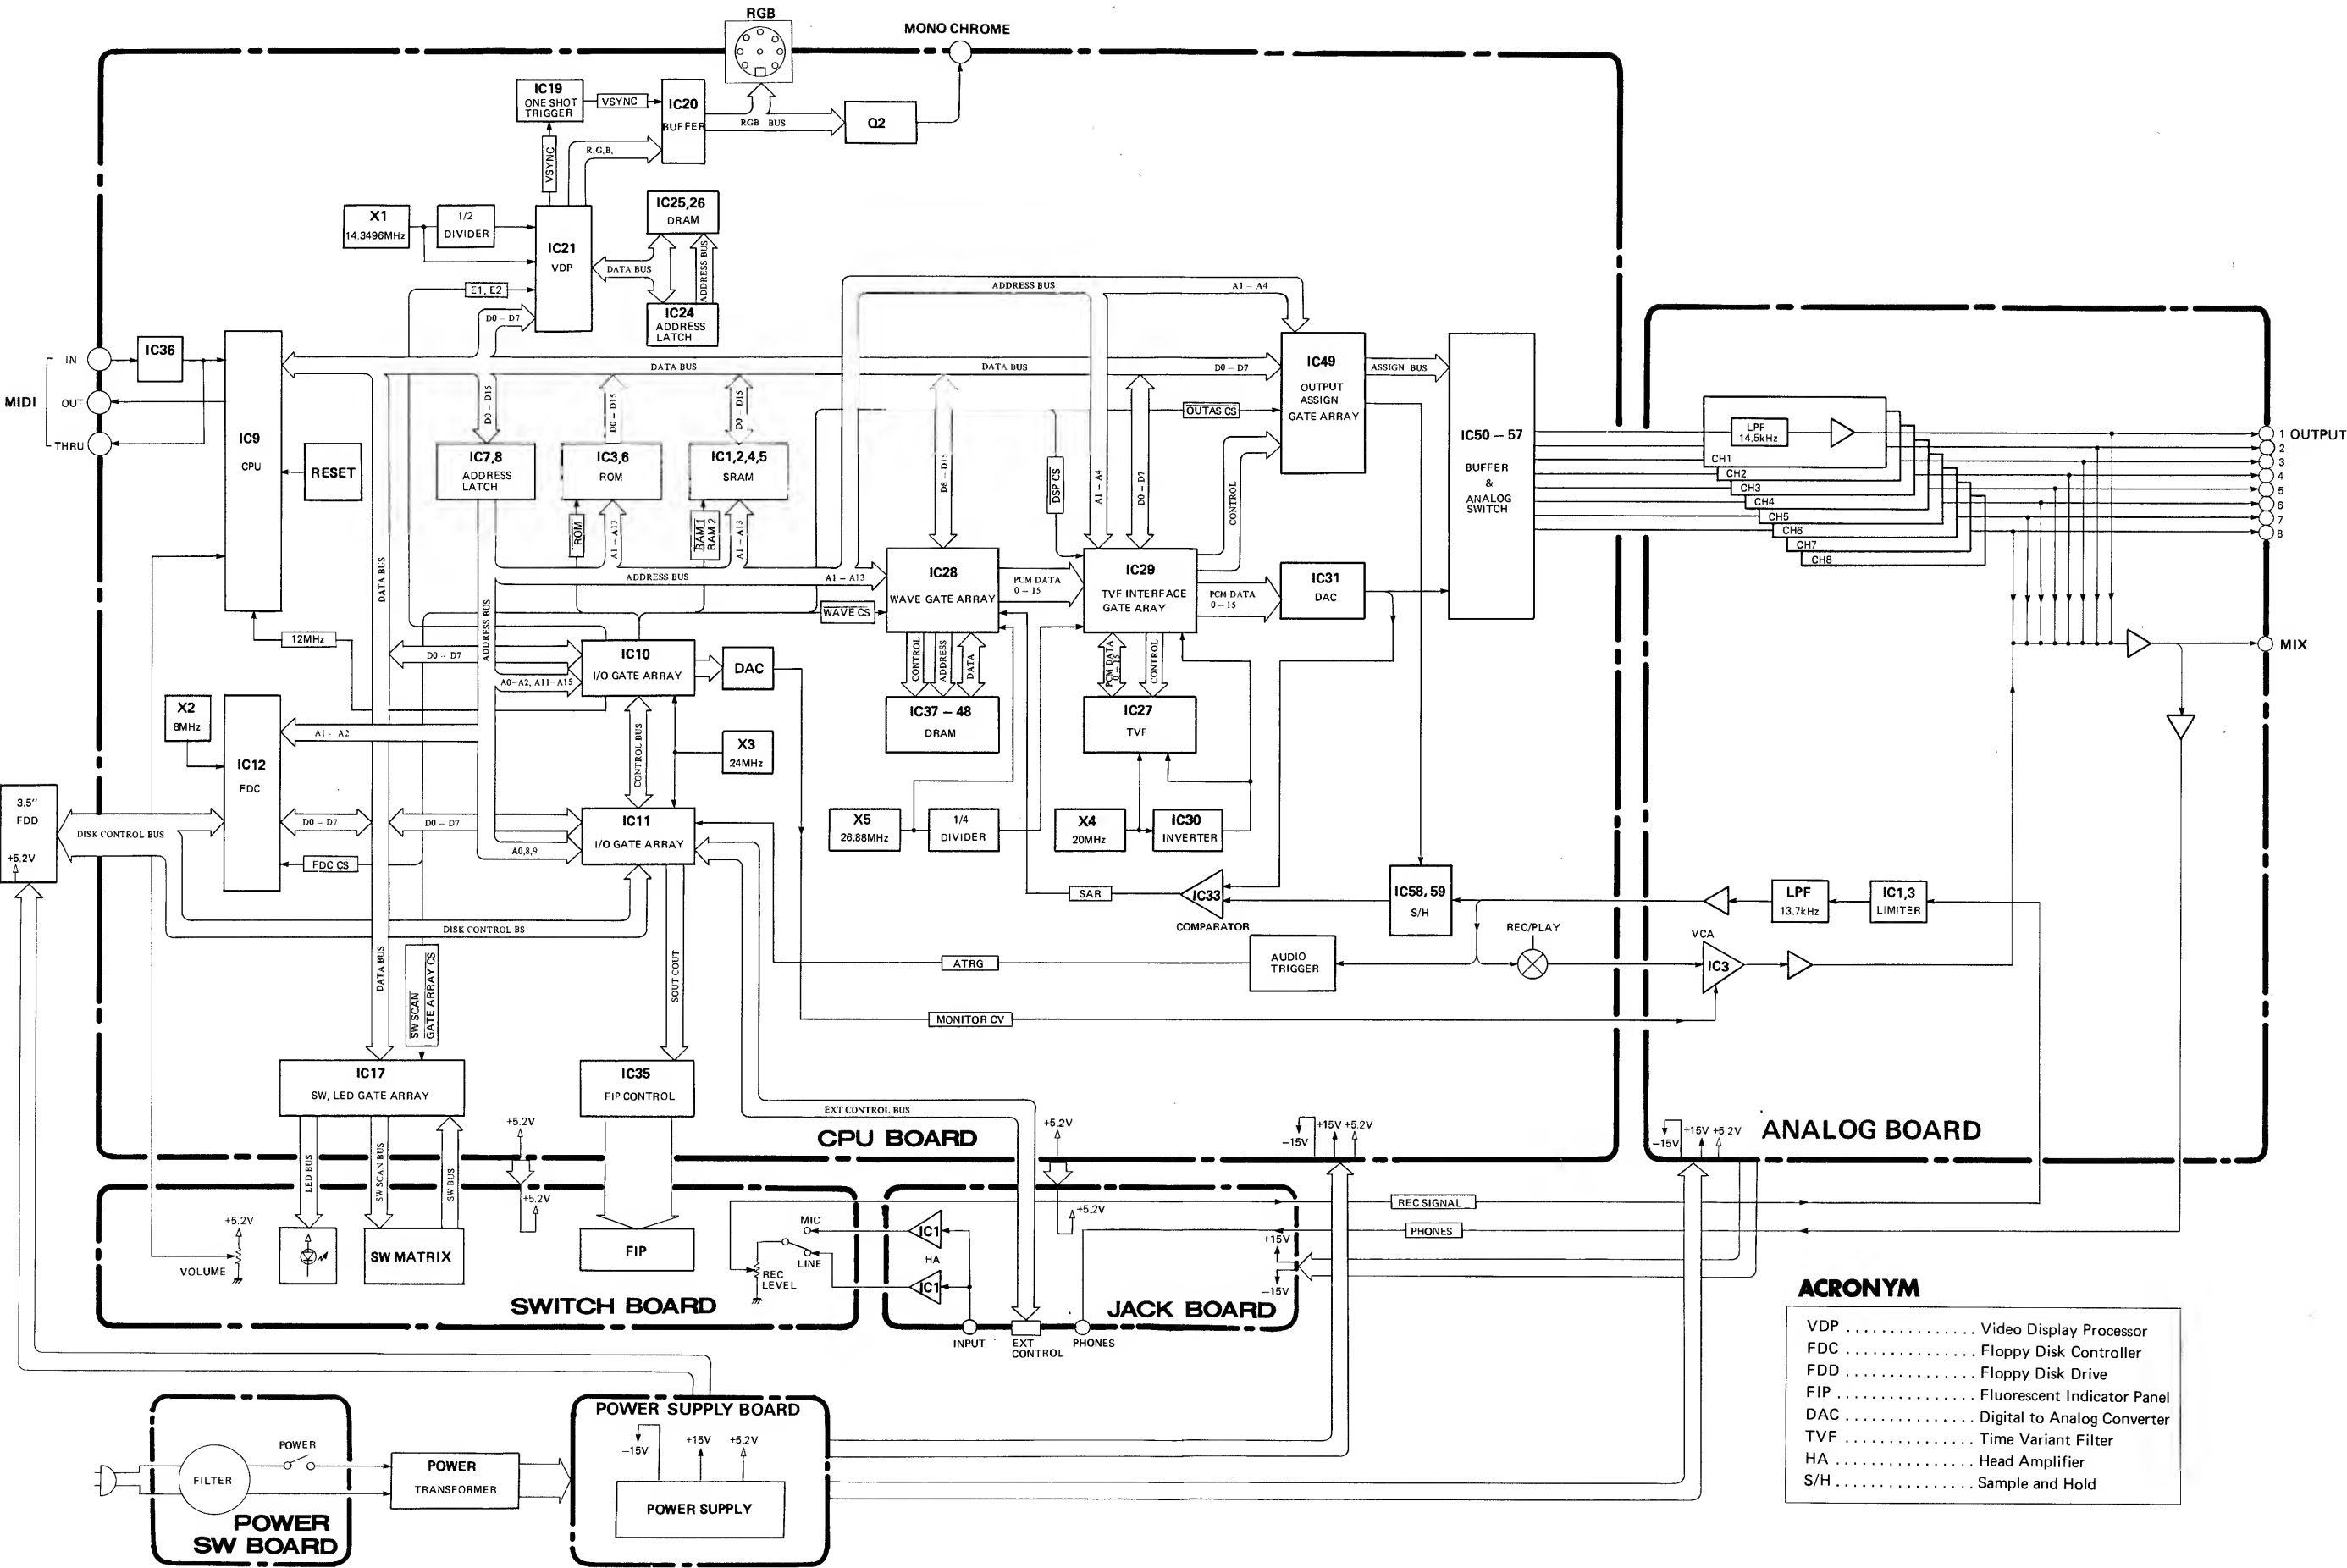 RGB
MONO CHROME
IC19
ONE SHOT
TRIGGER
VSYNC
IC20
BUFFER
RGB BUS
Q2
VSYNC
R,G,B,
X1
14.3496MHz
1/2
DIVIDER
IC21
VDP
IC25,26
DRAM
DATA BUS
ADDRESS BUS
IC24
ADDRESS
LATCH
E1, E2
D0 – D7
ADDRESS BUS
A1 – A4
MIDI
IN
OUT
THRU
IC36
IC9
CPU
RESET
DATA BUS
DATA BUS
D0 – D7
IC49
OUTPUT
ASSIGN
GATE ARRAY
ASSIGN BUS
OUTAS CS
D0 – D15
D0 – D15
D0 – D15
D8 – D15
DSP CS
A1 – A4
D0 – D7
CONTROL
IC7,8
ADDRESS
LATCH
IC3,6
ROM
IC1,2,4,5
SRAM
ROM
A1 – A13
RAM 1
RAM 2
A1 – A13
IC50 – 57
BUFFER
&
ANALOG
SWITCH
LPF
14.5kHz
CH1
CH2
CH3
CH4
CH5
CH6
CH7
CH8
1 OUTPUT
2
3
4
5
6
7
8
MIX
DATA BUS
ADDRESS BUS
ADDRESS BUS
A1 – A13
WAVE CS
IC28
WAVE GATE ARRAY
PCM DATA
0 – 15
IC29
TVF INTERFACE
GATE ARAY
PCM DATA
0 – 15
IC31
DAC
12MHz
D0 – D7
A0–A2, A11–A15
IC10
I/O GATE ARRAY
DAC
CONTROL
ADDRESS
DATA
PCM DATA
0 – 15
CONTROL
IC37 – 48
DRAM
IC27
TVF
X2
8MHz
A1 – A2
IC12
FDC
CONTROL BUS
X3
24MHz
3.5"
FDD
+5.2V
DISK CONTROL BUS
D0 – D7
D0 – D7
A0,8,9
IC11
I/O GATE ARRAY
FDC CS
X5
26.88MHz
1/4
DIVIDER
X4
20MHz
IC30
INVERTER
SAR
IC33
COMPARATOR
IC58, 59
S/H
LPF
13.7kHz
IC1,3
LIMITER
DISK CONTROL BS
DATA BUS
SW SCAN
GATE ARRAY CS
SOUT COUT
ATRG
AUDIO
TRIGGER
REC/PLAY
VCA
IC3
MONITOR CV
IC17
SW, LED GATE ARRAY
IC35
FIP CONTROL
EXT CONTROL BUS
+5.2V
CPU BOARD
+5.2V
–15V
+15V
+5.2V
–15V
+15V
+5.2V
ANALOG BOARD
LED BUS
SW SCAN BUS
SW BUS
+5.2V
+5.2V
VOLUME
SW MATRIX
FIP
SWITCH BOARD
MIC
LINE
REC
LEVEL
IC1
HA
IC1
+5.2V
+15V
–15V
JACK BOARD
REC SIGNAL
PHONES
INPUT
EXT
CONTROL
PHONES
POWER
FILTER
POWER
SW BOARD
POWER
TRANSFORMER
POWER SUPPLY BOARD
–15V
+15V
+5.2V
POWER SUPPLY
ACRONYM
VDP . . . . . . . . . . . . . . . Video Display Processor
FDC . . . . . . . . . . . . . . . Floppy Disk Controller
FDD . . . . . . . . . . . . . . . Floppy Disk Drive
FIP . . . . . . . . . . . . . . . . Fluorescent Indicator Panel
DAC . . . . . . . . . . . . . . . Digital to Analog Converter
TVF . . . . . . . . . . . . . . . Time Variant Filter
HA . . . . . . . . . . . . . . . . Head Amplifier
S/H . . . . . . . . . . . . . . . . Sample and Hold